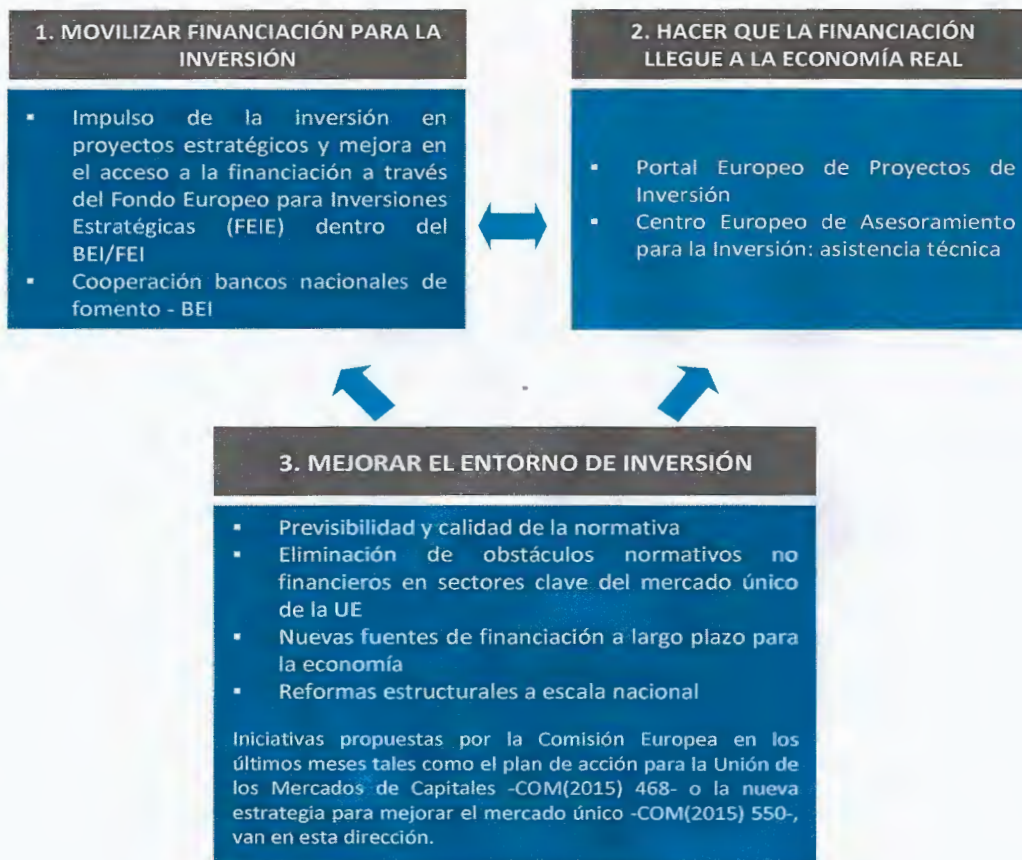 1. MOVILIZAR FINANCIACIÓN PARA LA
INVERSIÓN
▪ Impulso de la inversión en
proyectos estratégicos y mejora en
el acceso a la financiación a través
del Fondo Europeo para Inversiones
Estratégicas (FEIE) dentro del
BEI/FEI
▪ Cooperación bancos nacionales de
fomento - BEI
2. HACER QUE LA FINANCIACIÓN
LLEGUE A LA ECONOMÍA REAL
▪ Portal Europeo de Proyectos de
Inversión
▪ Centro Europeo de Asesoramiento
para la Inversión: asistencia técnica
3. MEJORAR EL ENTORNO DE INVERSIÓN
▪ Previsibilidad y calidad de la normativa
▪ Eliminación de obstáculos normativos no
financieros en sectores clave del mercado único
de la UE
▪ Nuevas fuentes de financiación a largo plazo para
la economía
▪ Reformas estructurales a escala nacional
Iniciativas propuestas por la Comisión Europea en los
últimos meses tales como el plan de acción para la Unión de
los Mercados de Capitales -COM(2015) 468- o la nueva
estrategia para mejorar el mercado único -COM(2015) 550-,
van en esta dirección.